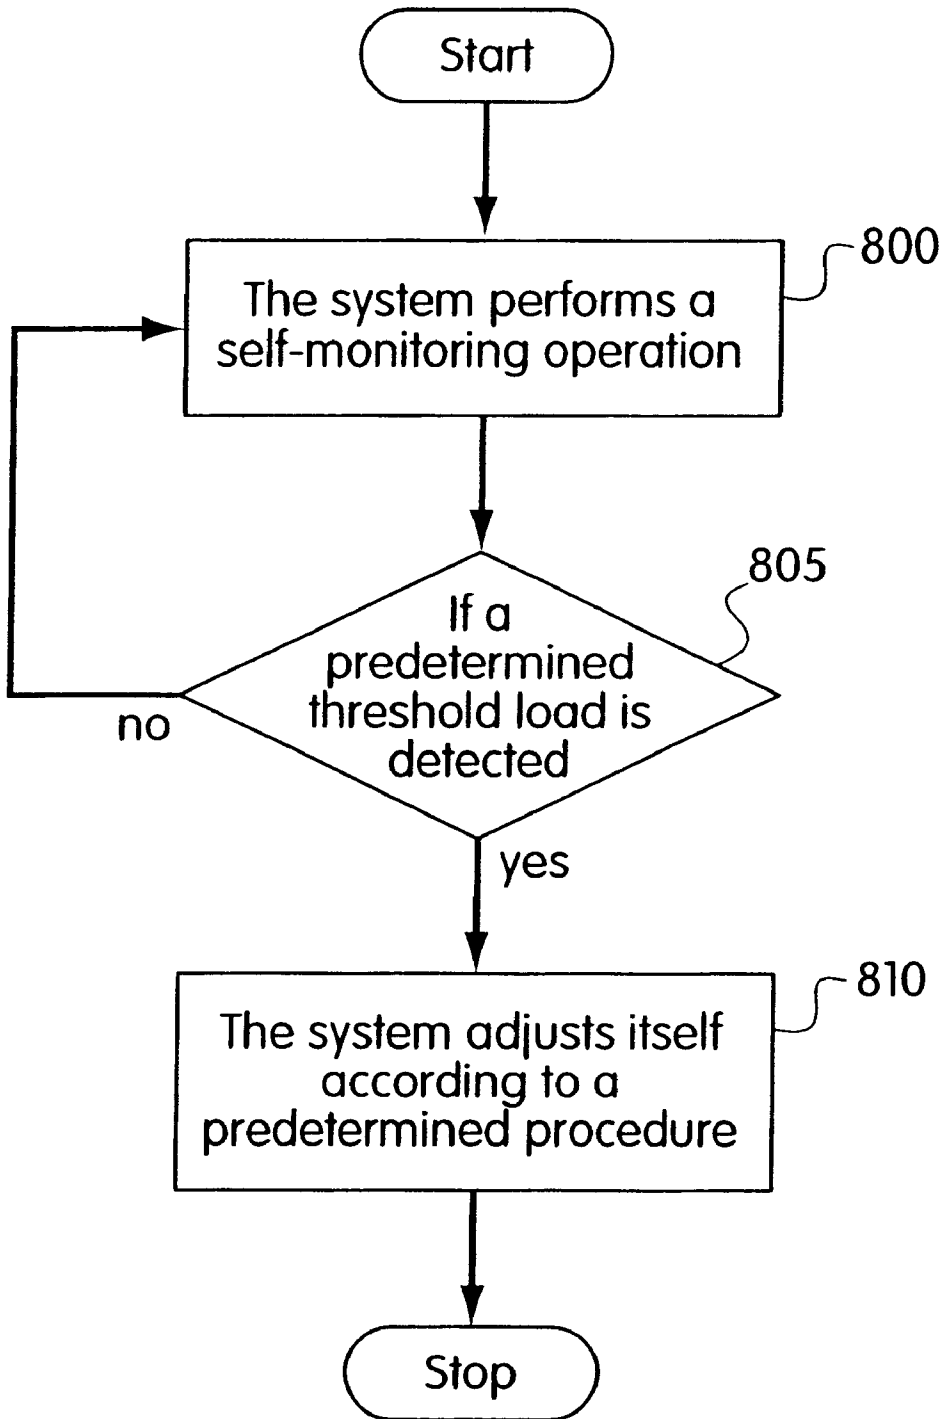 Start
800
The system performs a
self-monitoring operation
805
If a
predetermined
threshold load is
detected
no
yes
810
The system adjusts itself
according to a
predetermined procedure
Stop